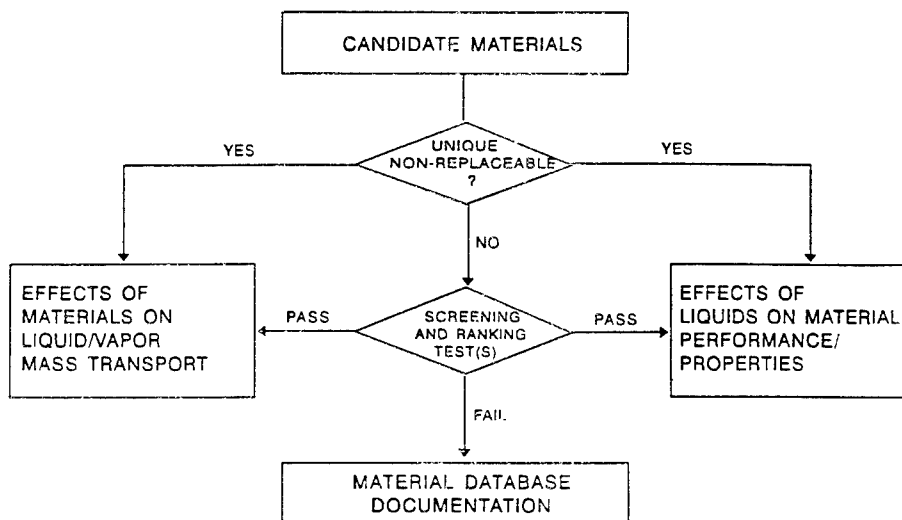 CANDIDATE MATERIALS
UNIQUE
NON-REPLACEABLE
?
YES
YES
NO
EFFECTS OF
MATERIALS ON
LIQUID/VAPOR
MASS TRANSPORT
PASS
SCREENING
AND RANKING
TEST(S)
PASS
EFFECTS OF
LIQUIDS ON MATERIAL
PERFORMANCE/
PROPERTIES
FAIL
MATERIAL DATABASE
DOCUMENTATION